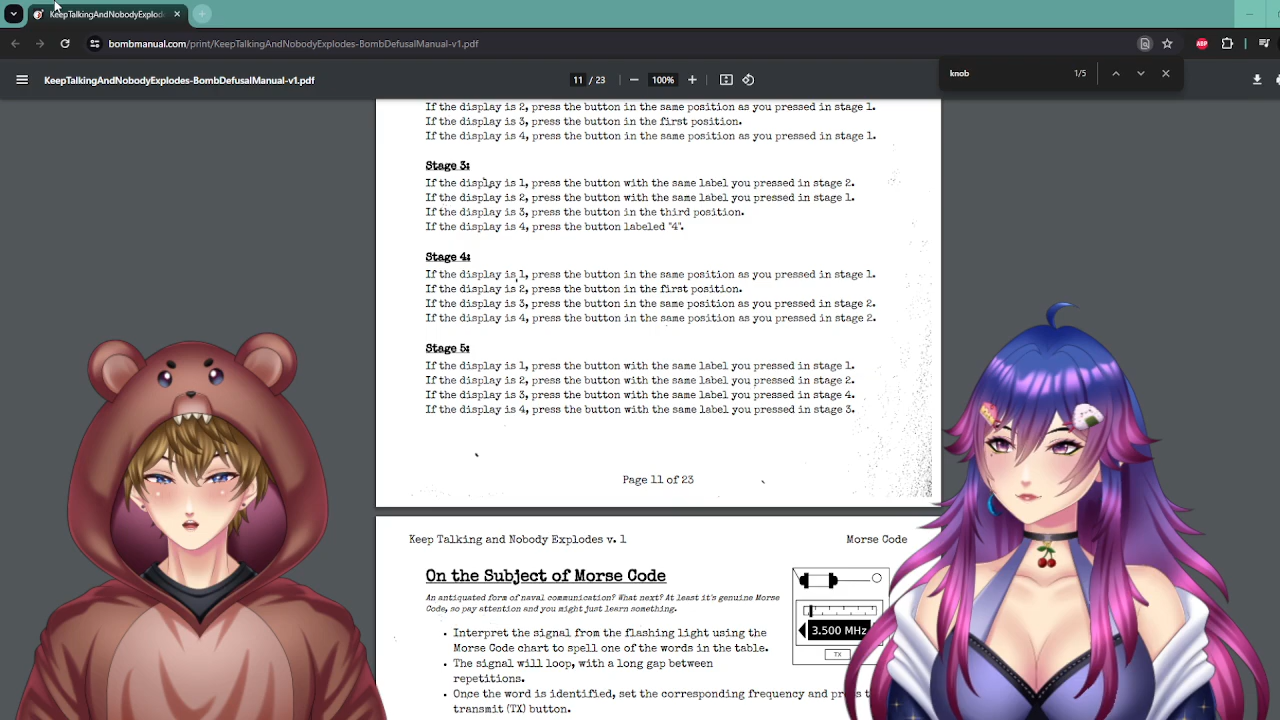 KeepTalkingAndNobodyExplod
bombmanual.com/print/KeepTalkingAndNobodyExplodes-BombDefusalManual-v1.pdf
ABP
KeepTalkingAndNobodyExplodes-BombDefusalManual-v1.pdf
11 / 23
100%
knob
1/5
If the display is 2, press the button in the same position as you pressed in stage 1.
If the display is 3, press the button in the first position.
If the display is 4, press the button in the same position as you pressed in stage 1.
Stage 3:
If the display is 1, press the button with the same label you pressed in stage 2.
If the display is 2, press the button with the same label you pressed in stage 1.
If the display is 3, press the button in the third position.
If the display is 4, press the button labeled "4".
Stage 4:
If the display is 1, press the button in the same position as you pressed in stage 1.
If the display is 2, press the button in the first position.
If the display is 3, press the button in the same position as you pressed in stage 2.
If the display is 4, press the button in the same position as you pressed in stage 2.
Stage 5:
If the display is 1, press the button with the same label you pressed in stage 1.
If the display is 2, press the button with the same label you pressed in stage 2.
If the display is 3, press the button with the same label you pressed in stage 4.
If the display is 4, press the button with the same label you pressed in stage 3.
Page 11 of 23
Keep Talking and Nobody Explodes v. 1
Morse Code
On the Subject of Morse Code
An antiquated form of naval communication? What next? At least it's genuine Morse
Code, so pay attention and you might just learn something.
3.500 MHz
TX
• Interpret the signal from the flashing light using the
Morse Code chart to spell one of the words in the table.
• The signal will loop, with a long gap between
repetitions.
• Once the word is identified, set the corresponding frequency and press
transmit (TX) button.